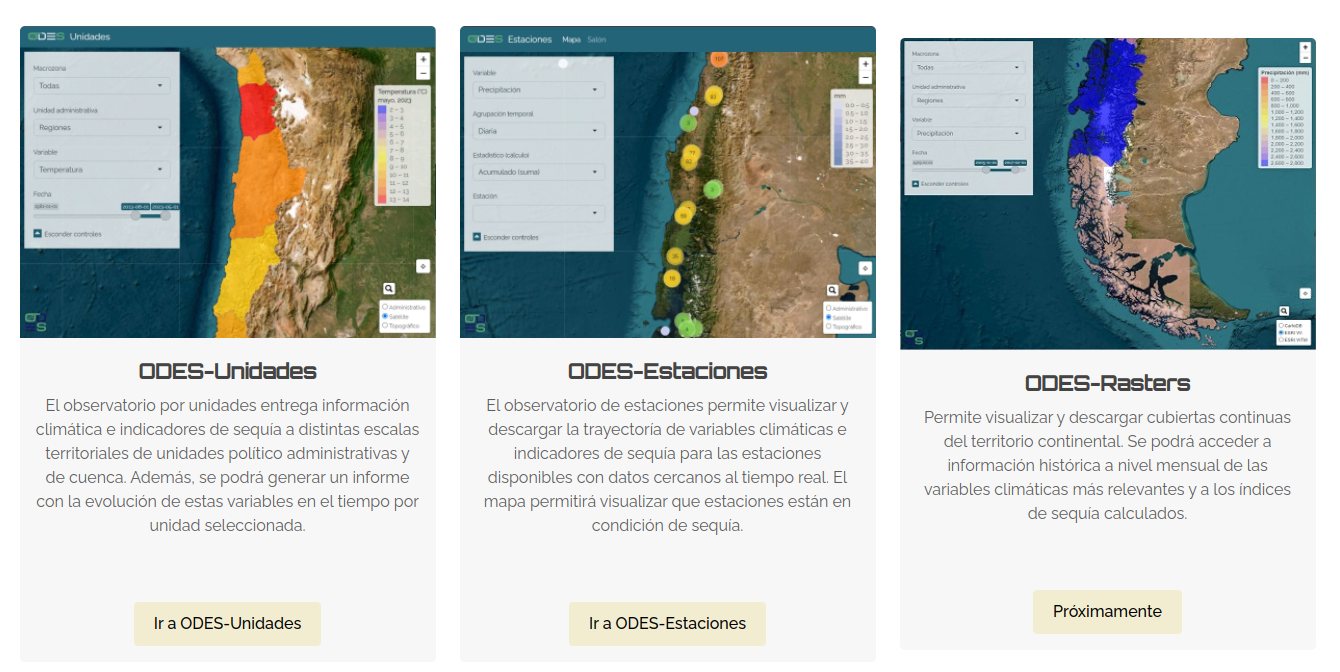 ODES Unidades
Macrozona
Todas
Unidad administrativa
Regiones
Variable
Temperatura
Fecha
Esconder controles
+
−
Temperatura (°C)
mayo, 2023
2 – 3
3 – 4
4 – 5
5 – 6
6 – 7
7 – 8
8 – 9
9 – 10
10 – 11
11 – 12
12 – 13
13 – 14
Administrativo
Satélite
Topográfico
ODES-Unidades
El observatorio por unidades entrega información
climática e indicadores de sequía a distintas escalas
territoriales de unidades político administrativas y
de cuenca. Además, se podrá generar un informe
con la evolución de estas variables en el tiempo por
unidad seleccionada.
Ir a ODES-Unidades
ODES Estaciones Mapa Salon
Variable
Precipitación
Agrupación temporal
Diaria
Estadístico (cálculo)
Acumulado (suma)
Estación
Esconder controles
+
−
mm
0.0 – 0.5
0.5 – 1.0
1.0 – 1.5
1.5 – 2.0
2.0 – 2.5
2.5 – 3.0
3.0 – 3.5
3.5 – 4.0
Administrativo
Satélite
Topográfico
ODES-Estaciones
El observatorio de estaciones permite visualizar y
descargar la trayectoría de variables climáticas e
indicadores de sequía para las estaciones
disponibles con datos cercanos al tiempo real. El
mapa permitirá visualizar que estaciones están en
condición de sequía.
Ir a ODES-Estaciones
Macrozona
Todas
Unidad administrativa
Regiones
Variable
Precipitación
Fecha
Esconder controles
+
−
Precipitación (mm)
0 – 200
200 – 400
400 – 600
600 – 800
800 – 1,000
1,000 – 1,200
1,200 – 1,400
1,400 – 1,600
1,600 – 1,800
1,800 – 2,000
2,000 – 2,200
2,200 – 2,400
2,400 – 2,600
2,600 – 2,800
CartoDB
ODES-Rasters
Permite visualizar y descargar cubiertas continuas
del territorio continental. Se podrá acceder a
información histórica a nivel mensual de las
variables climáticas más relevantes y a los índices
de sequía calculados.
Próximamente